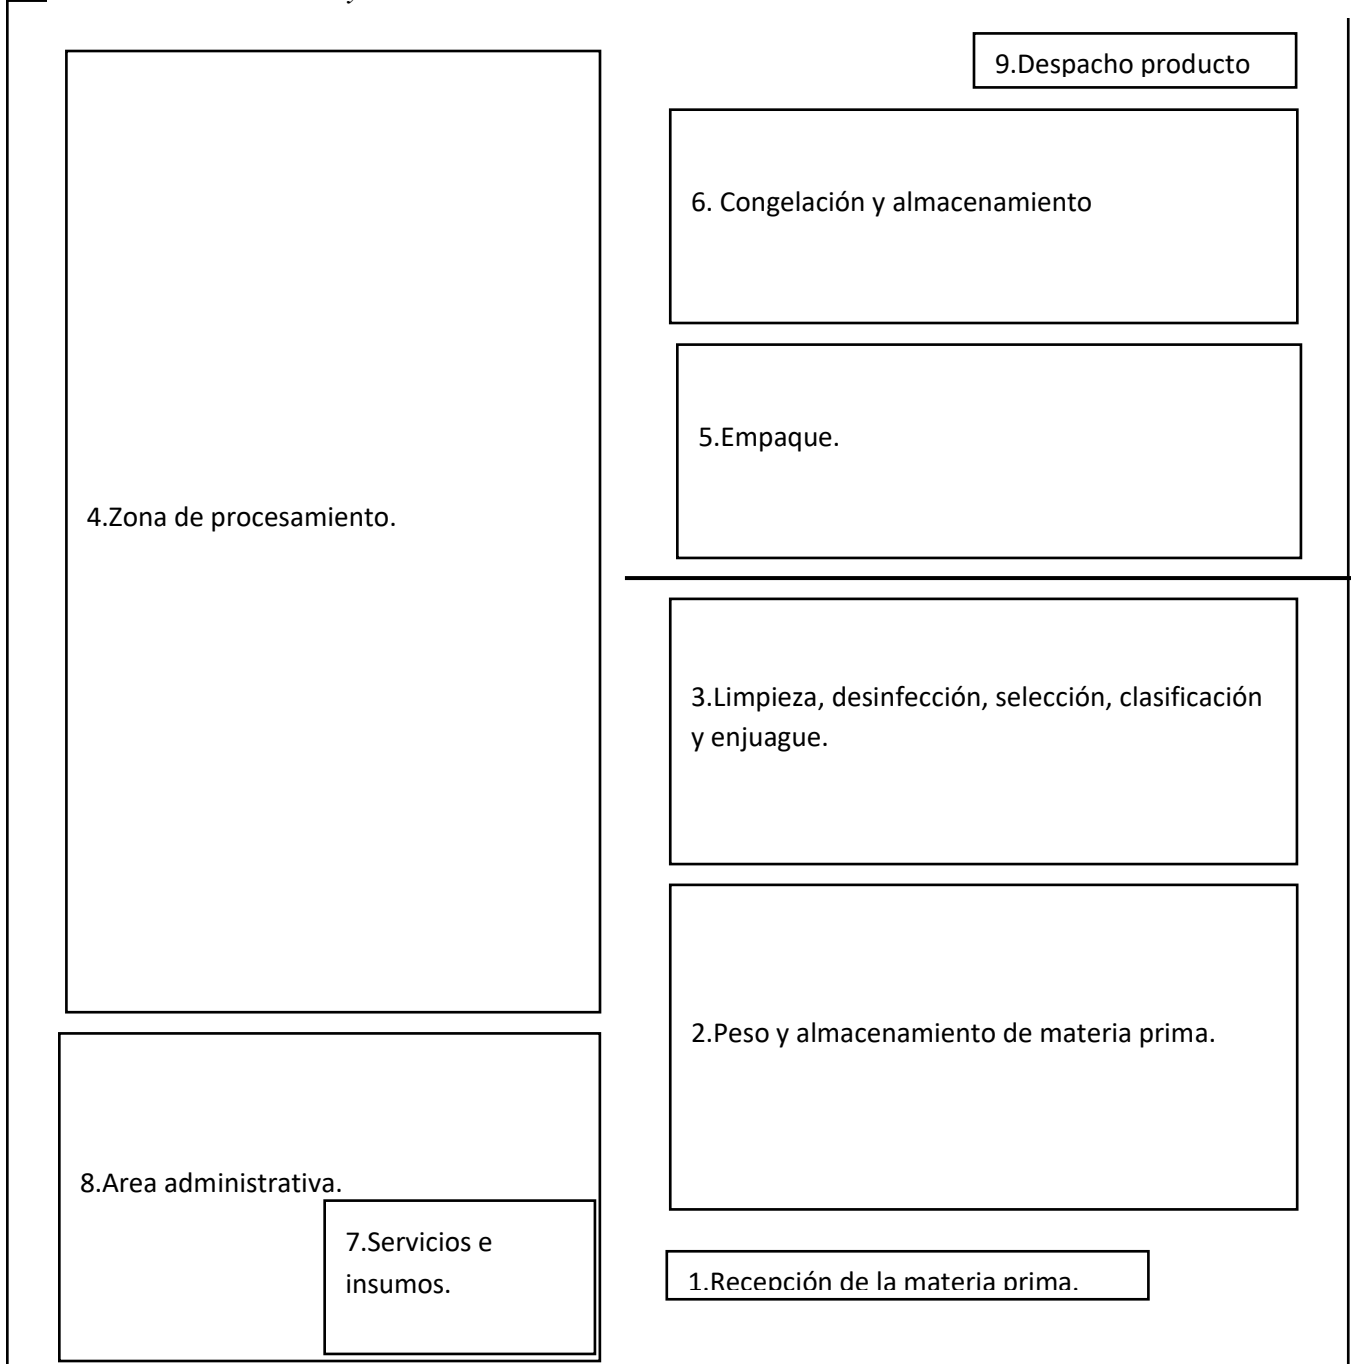 9.Despacho producto
6. Congelación y almacenamiento
5.Empaque.
4.Zona de procesamiento.
3.Limpieza, desinfección, selección, clasificación
y enjuague.
2.Peso y almacenamiento de materia prima.
8.Area administrativa.
7.Servicios e
insumos.
1.Recepción de la materia prima.